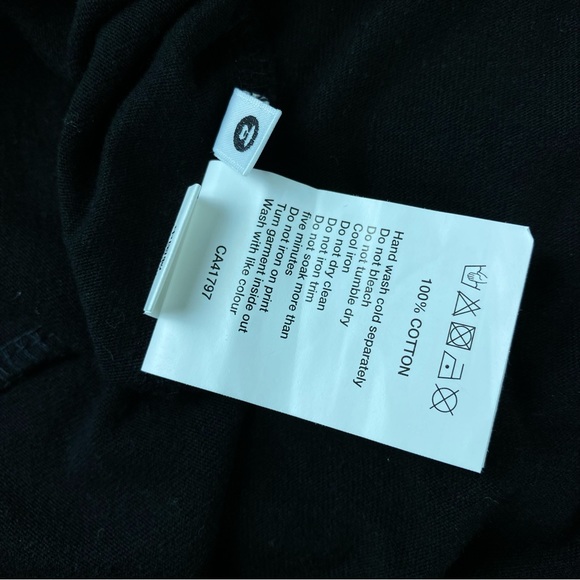 100% COTTON
Hand wash cold separately
Do not bleach
Do not tumble dry
Cool iron
Do not dry clean
Do not iron trim
Do not soak more than
five minutes
Do not iron on print
Turn garment inside out
Wash with like colour
CA41797